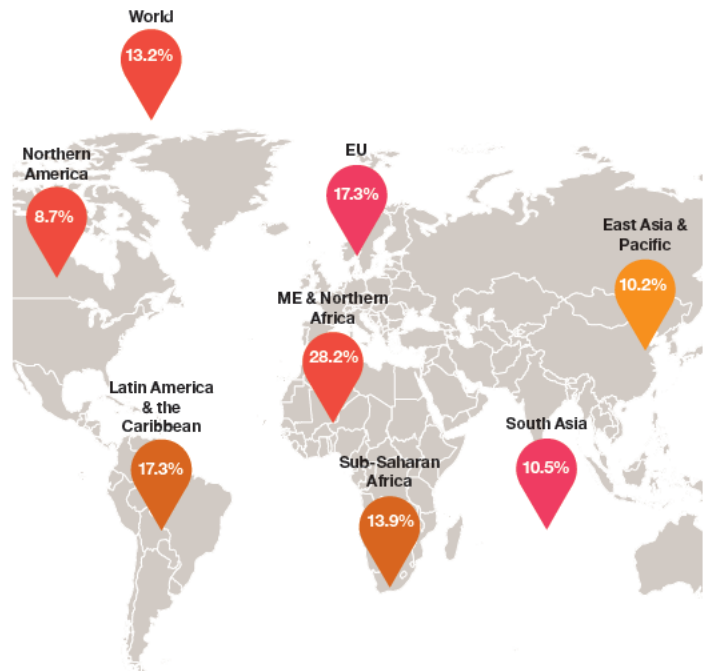 World
13.2%
Northern
America
8.7%
EU
17.3%
East Asia &
Pacific
10.2%
ME & Northern
Africa
28.2%
Latin America
& the
Caribbean
17.3%
South Asia
10.5%
Sub-Saharan
Africa
13.9%